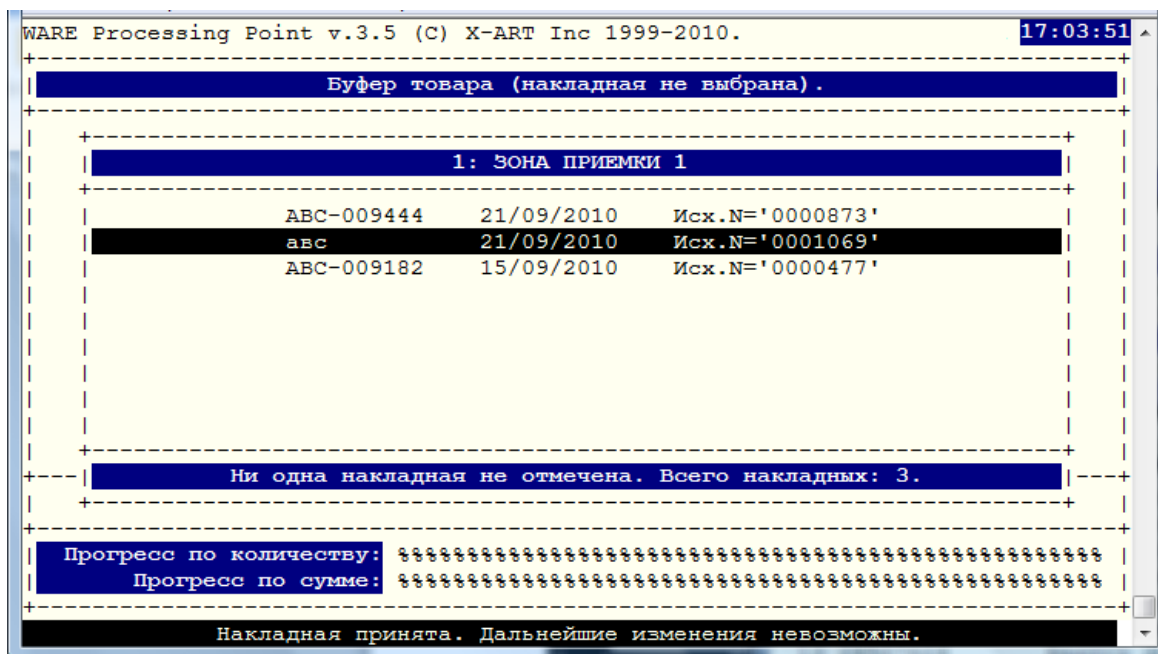 WARE Processing Point v.3.5 (C) X-ART Inc 1999-2010. 17:03:51
Буфер товара (накладная не выбрана).
1: ЗОНА ПРИЕМКИ 1
АВС-009444 21/09/2010 Исх.N='0000873'
авс 21/09/2010 Исх.N='0001069'
АВС-009182 15/09/2010 Исх.N='0000477'
Ни одна накладная не отмечена. Всего накладных: 3.
Прогресс по количеству: %%%%%%%%%%%%%%%%%%%%%%%%%%%%%%%%%%%%%%%%%%%%%%%%%%%
Прогресс по сумме: %%%%%%%%%%%%%%%%%%%%%%%%%%%%%%%%%%%%%%%%%%%%%%%%%%%
Накладная принята. Дальнейшие изменения невозможны.